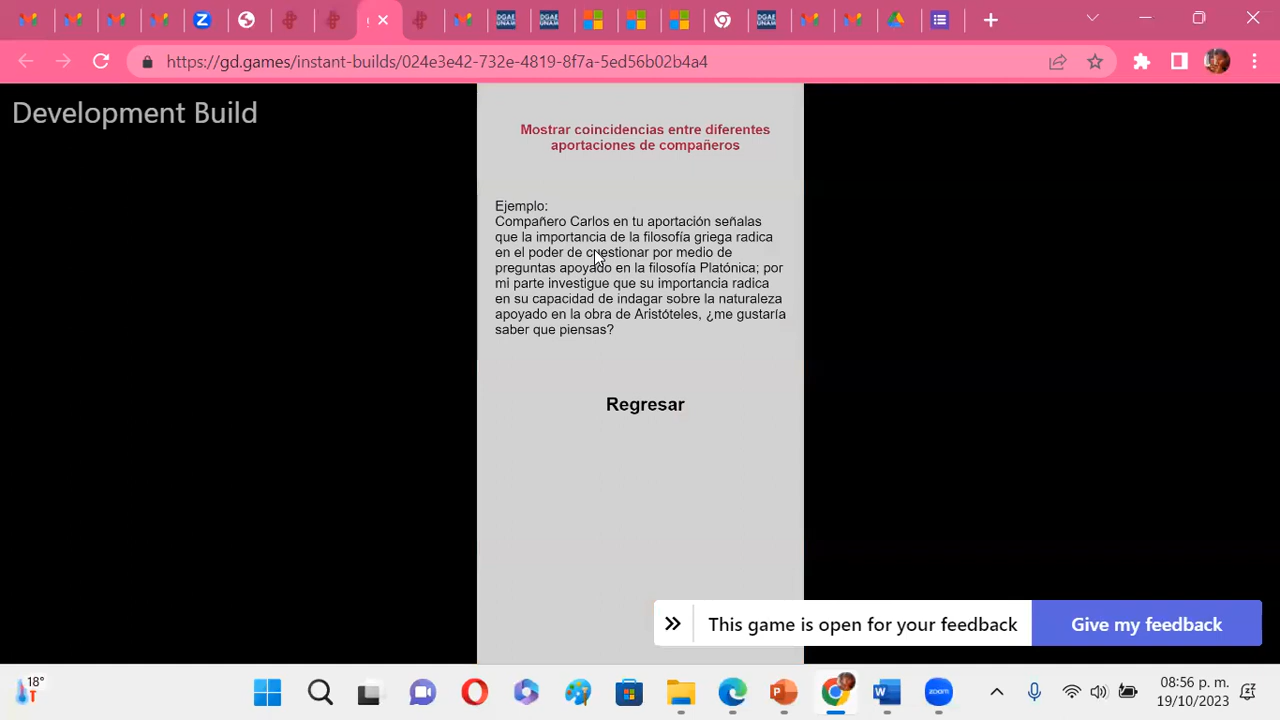 https://gd.games/instant-builds/024e3e42-732e-4819-8f7a-5ed56b02b4a4
Development Build
Mostrar coincidencias entre diferentes
aportaciones de compañeros
Ejemplo:
Compañero Carlos en tu aportación señalas
que la importancia de la filosofía griega radica
en el poder de cuestionar por medio de
preguntas apoyado en la filosofía Platónica; por
mi parte investigue que su importancia radica
en su capacidad de indagar sobre la naturaleza
apoyado en la obra de Aristóteles, ¿me gustaría
saber que piensas?
Regresar
This game is open for your feedback
Give my feedback
18°
zoom
08:56 p. m.
19/10/2023